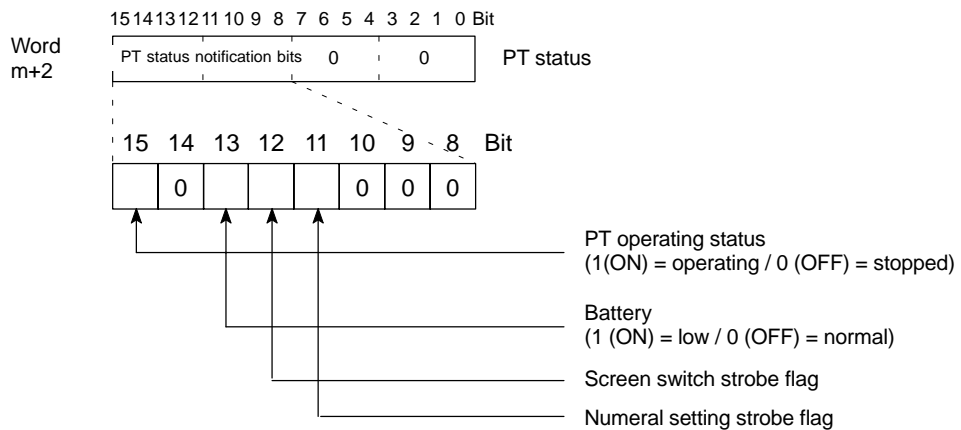 15 14 13 12 11 10 9 8 7 6 5 4 3 2 1 0 Bit
Word
m+2
PT status notification bits 0 0
PT status
15 14 13 12 11 10 9 8 Bit
0 0 0 0
PT operating status
(1(ON) = operating / 0 (OFF) = stopped)
Battery
(1 (ON) = low / 0 (OFF) = normal)
Screen switch strobe flag
Numeral setting strobe flag